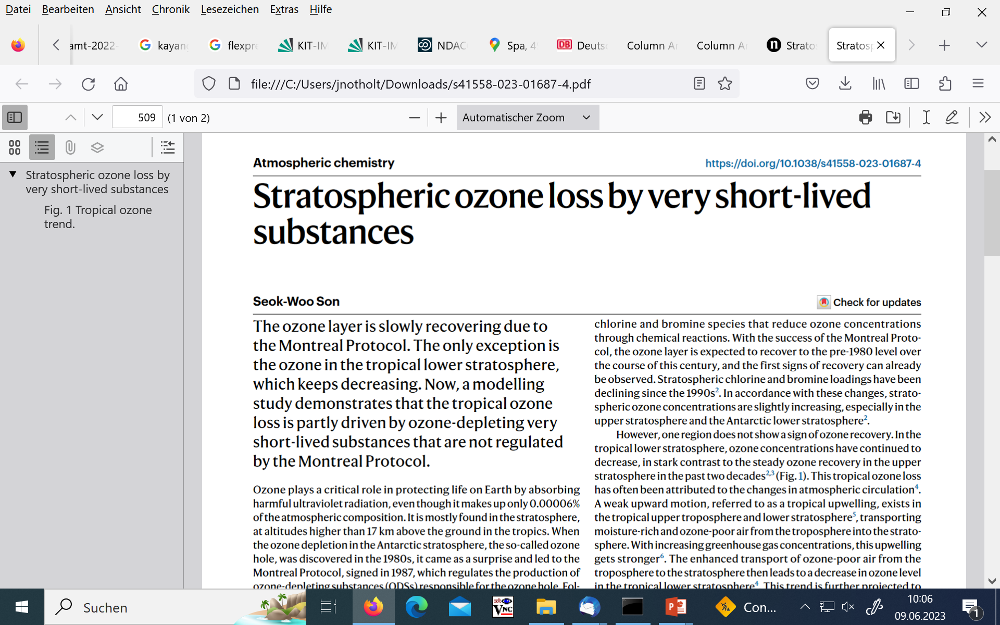 Datei Bearbeiten Ansicht Chronik Lesezeichen Extras Hilfe
amt-2022- kayang flexpre KIT-IM KIT-IM NDAC Spa, 4 Deuts Column A Column A Strato Stratosp
file:///C:/Users/jnotholt/Downloads/s41558-023-01687-4.pdf
509 (1 von 2) Automatischer Zoom
Stratospheric ozone loss by
very short-lived substances
Fig. 1 Tropical ozone
trend.
Atmospheric chemistry https://doi.org/10.1038/s41558-023-01687-4
Stratospheric ozone loss by very short-lived
substances
Seok-Woo Son Check for updates
The ozone layer is slowly recovering due to
the Montreal Protocol. The only exception is
the ozone in the tropical lower stratosphere,
which keeps decreasing. Now, a modelling
study demonstrates that the tropical ozone
loss is partly driven by ozone-depleting very
short-lived substances that are not regulated
by the Montreal Protocol.
Ozone plays a critical role in protecting life on Earth by absorbing
harmful ultraviolet radiation, even though it makes up only 0.00006%
of the atmospheric composition. It is mostly found in the stratosphere,
at altitudes higher than 17 km above the ground in the tropics. When
the ozone depletion in the Antarctic stratosphere, the so-called ozone
hole, was discovered in the 1980s, it came as a surprise and led to the
Montreal Protocol, signed in 1987, which regulates the production of
ozone-depleting substances (ODSs) responsible for the ozone hole. Fol-
chlorine and bromine species that reduce ozone concentrations
through chemical reactions. With the success of the Montreal Proto-
col, the ozone layer is expected to recover to the pre-1980 level over
the course of this century, and the first signs of recovery can already
be observed. Stratospheric chlorine and bromine loadings have been
declining since the 1990s2. In accordance with these changes, strato-
spheric ozone concentrations are slightly increasing, especially in the
upper stratosphere and the Antarctic lower stratosphere2.
However, one region does not show a sign of ozone recovery. In the
tropical lower stratosphere, ozone concentrations have continued to
decrease, in stark contrast to the steady ozone recovery in the upper
stratosphere in the past two decades2,3 (Fig. 1). This tropical ozone loss
has often been attributed to the changes in atmospheric circulation4.
A weak upward motion, referred to as a tropical upwelling, exists in
the tropical upper troposphere and lower stratosphere5, transporting
moisture-rich and ozone-poor air from the troposphere into the strato-
sphere. With increasing greenhouse gas concentrations, this upwelling
gets stronger6. The enhanced transport of ozone-poor air from the
troposphere to the stratosphere then leads to a decrease in ozone level
in the tropical lower stratosphere4. This trend is further projected to
Suchen Con... 10:06
09.06.2023 1